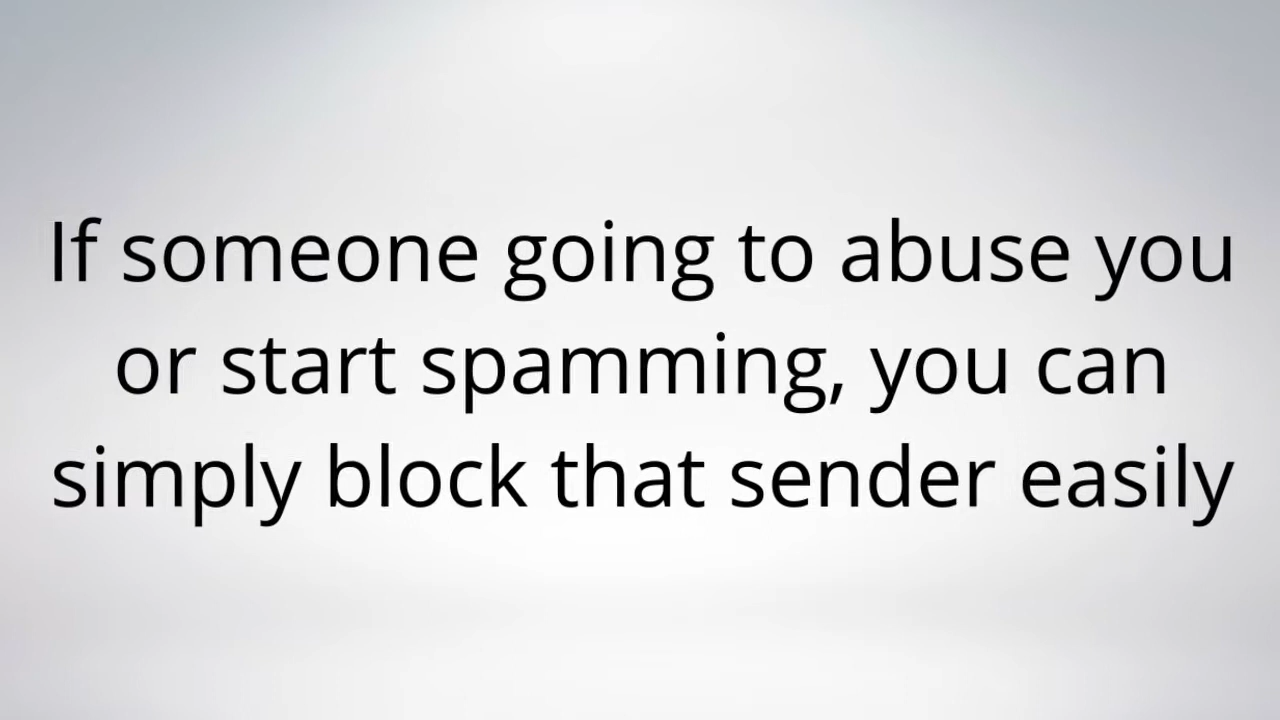 If someone going to abuse you
or start spamming, you can
simply block that sender easily